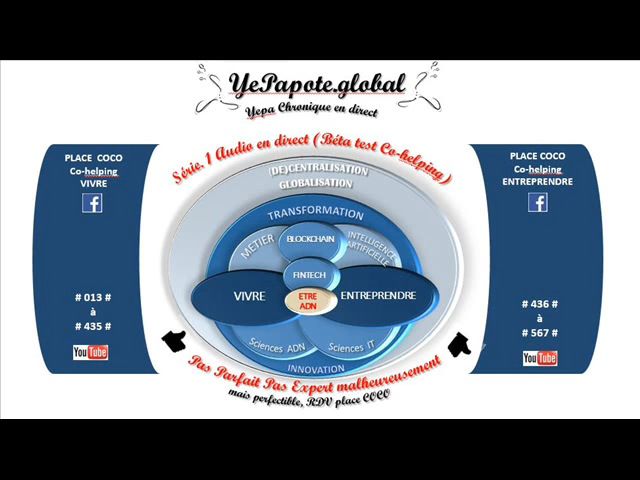 YePapote.global
Yepa Chronique en direct
Série, 1 Audio en direct (Béta test Co-helping)
PLACE COCO
Co-helping
VIVRE
# 013 #
à
# 435 #
YouTube
(DE)CENTRALISATION
GLOBALISATION
TRANSFORMATION
METIER
BLOCKCHAIN
INTELLIGENCE
ARTIFICIELLE
FINTECH
VIVRE
ETRE
ADN
ENTREPRENDRE
Sciences ADN
Sciences IT
INNOVATION
Pas Parfait Pas Expert malheureusement
mais perfectible, RDV place COCO
PLACE COCO
Co-helping
ENTREPRENDRE
# 436 #
à
# 567 #
YouTube